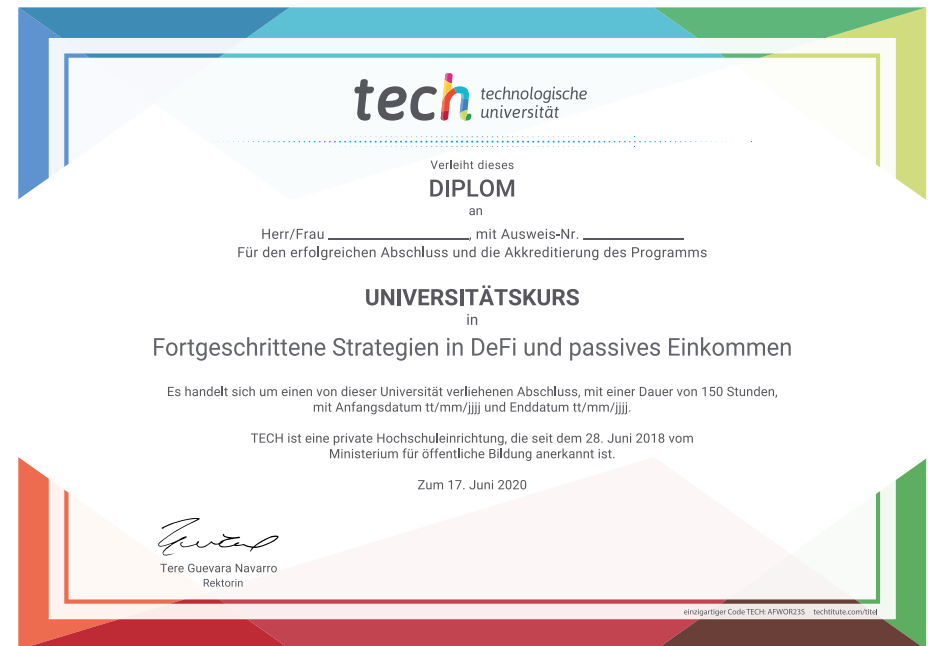 tech technologische
universität
Verleiht dieses
DIPLOM
an
Herr/Frau ____________________, mit Ausweis-Nr. ______________
Für den erfolgreichen Abschluss und die Akkreditierung des Programms
UNIVERSITÄTSKURS
in
Fortgeschrittene Strategien in DeFi und passives Einkommen
Es handelt sich um einen von dieser Universität verliehenen Abschluss, mit einer Dauer von 150 Stunden,
mit Anfangsdatum tt/mm/jjjj und Enddatum tt/mm/jjjj.
TECH ist eine private Hochschuleinrichtung, die seit dem 28. Juni 2018 vom
Ministerium für öffentliche Bildung anerkannt ist.
Zum 17. Juni 2020
Tere Guevara Navarro
Rektorin
einzigartiger Code TECH: AFWOR23S techtitute.com/titel